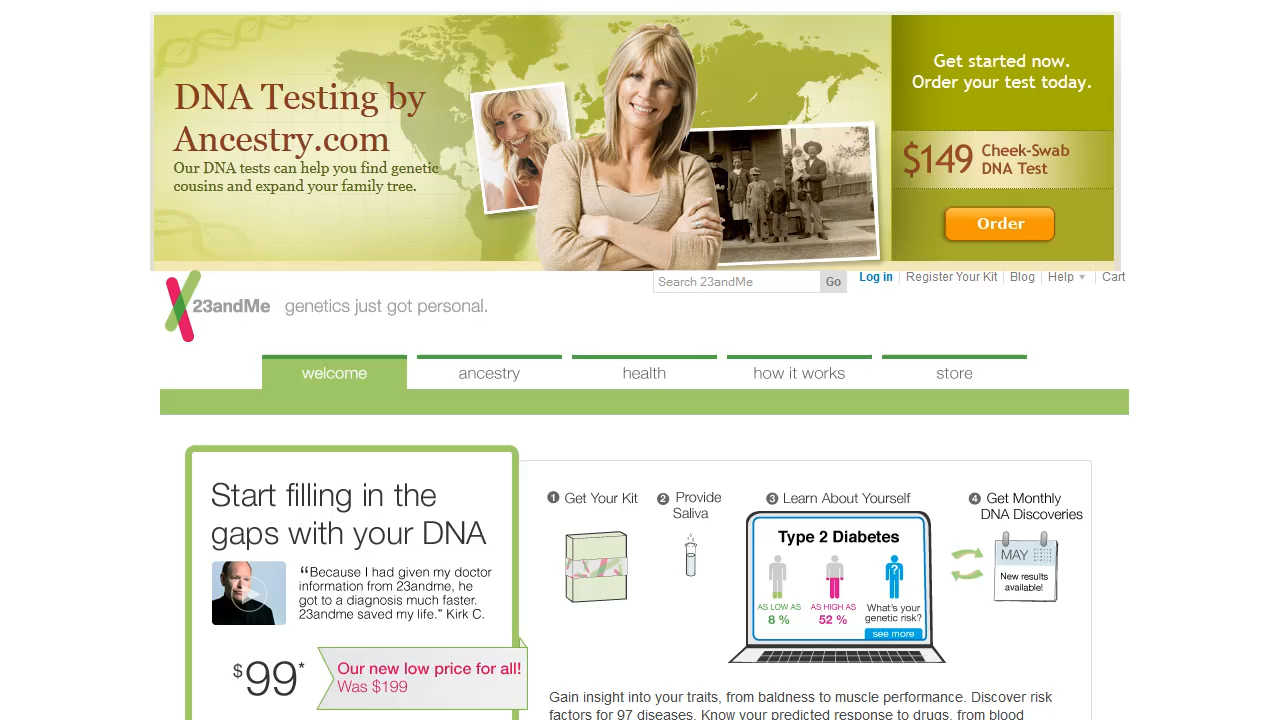 DNA Testing by
Ancestry.com
Our DNA tests can help you find genetic
cousins and expand your family tree.
Get started now.
Order your test today.
$149 Cheek-Swab
DNA Test
Order
Search 23andMe Go Log in Register Your Kit Blog Help Cart
23andMe genetics just got personal.
welcome ancestry health how it works store
Start filling in the
gaps with your DNA
“Because I had given my doctor
information from 23andme, he
got to a diagnosis much faster.
23andme saved my life.” Kirk C.
$99*
Our new low price for all!
Was $199
1 Get Your Kit
2 Provide
Saliva
3 Learn About Yourself
Type 2 Diabetes
?
AS LOW AS
8 %
AS HIGH AS
52 %
What's your
genetic risk?
see more
4 Get Monthly
DNA Discoveries
MAY
New results
available!
Gain insight into your traits, from baldness to muscle performance. Discover risk
factors for 97 diseases. Know your predicted response to drugs, from blood